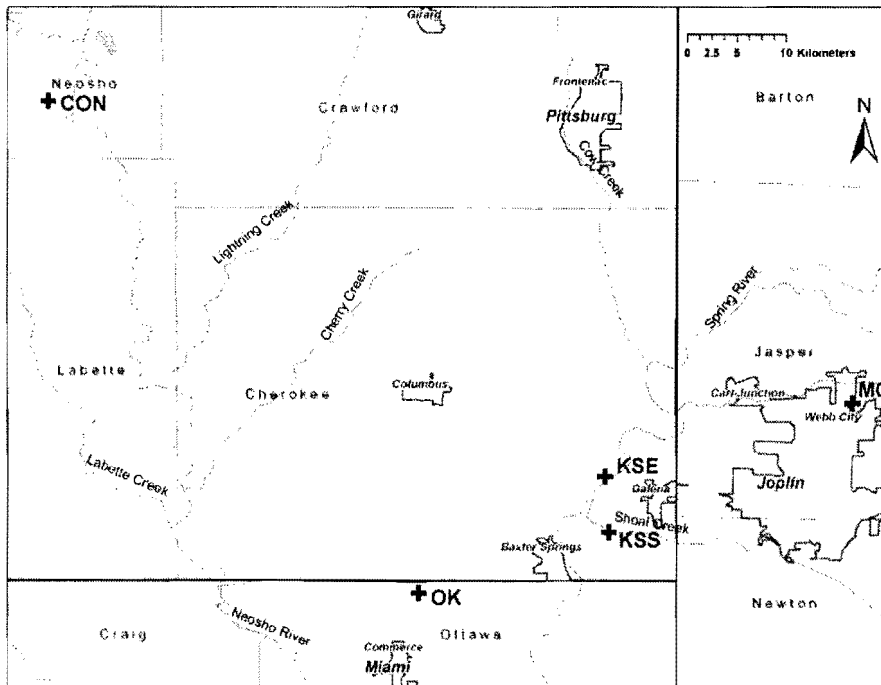 Girard
0 2.5 5 10 Kilometers
Neosho
CON
Crawford
Frontenac
Pittsburg
Barton
N
Cow Creek
Lightning Creek
Cherry Creek
Spring River
Jasper
Labette
Cherokee
Columbus
Carl Junction
MO
Webb City
Labette Creek
KSE
Galena
Joplin
Shoal Creek
KSS
Baxter Springs
OK
Neosho River
Newton
Craig
Commerce
Ottawa
Miami